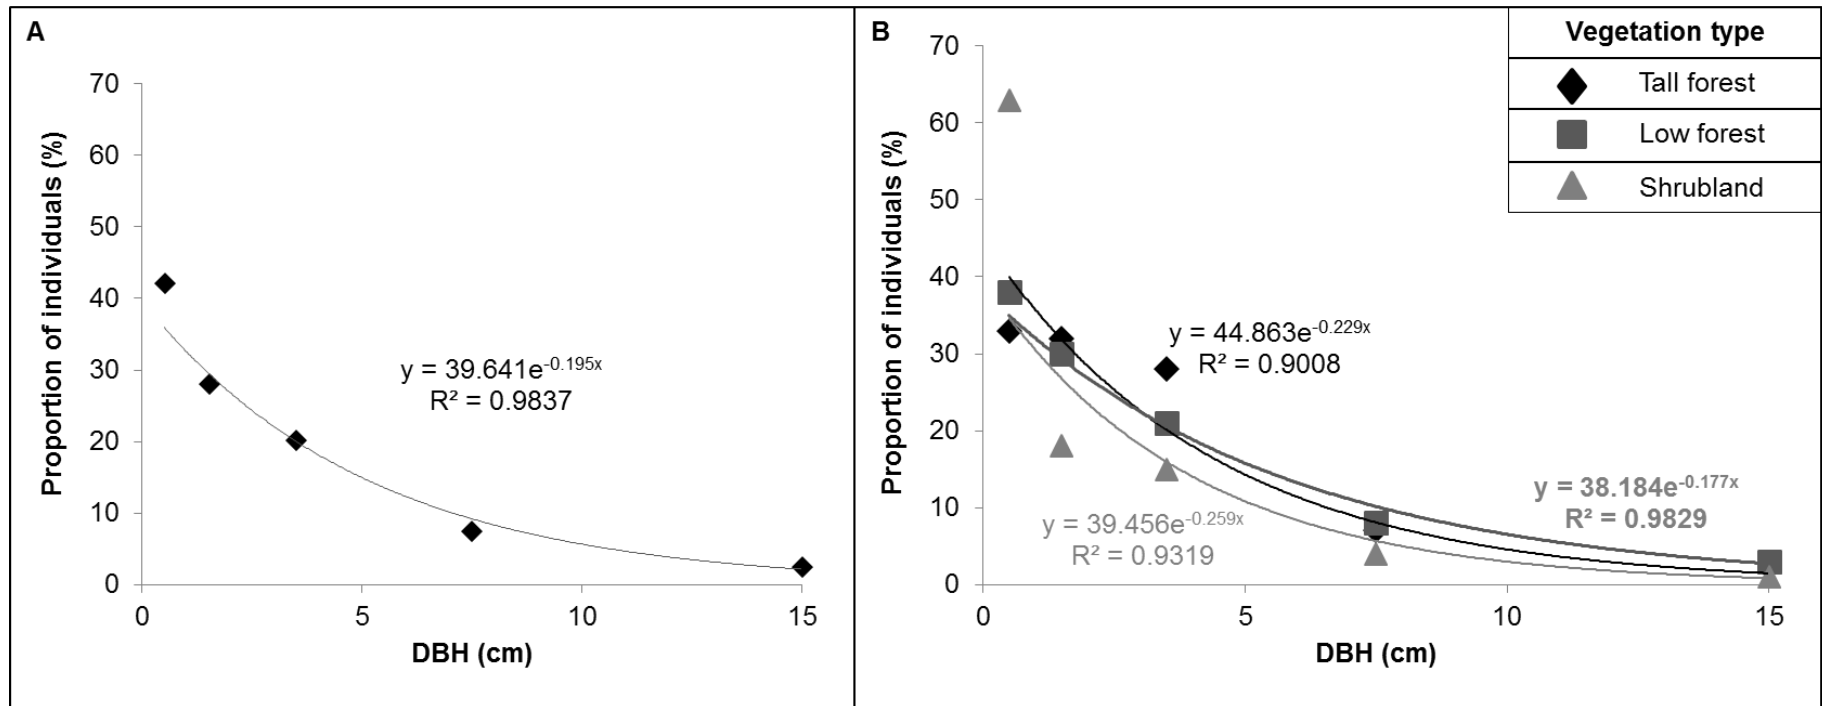 A
Proportion of individuals (%)
70
60
50
40
30
20
10
0
y = 39.641e^-0.195x
R² = 0.9837
0 5 10 15
DBH (cm)
B
Proportion of individuals (%)
70
60
50
40
30
20
10
0
Vegetation type
Tall forest
Low forest
Shrubland
y = 44.863e^-0.229x
R² = 0.9008
y = 38.184e^-0.177x
R² = 0.9829
y = 39.456e^-0.259x
R² = 0.9319
0 5 10 15
DBH (cm)